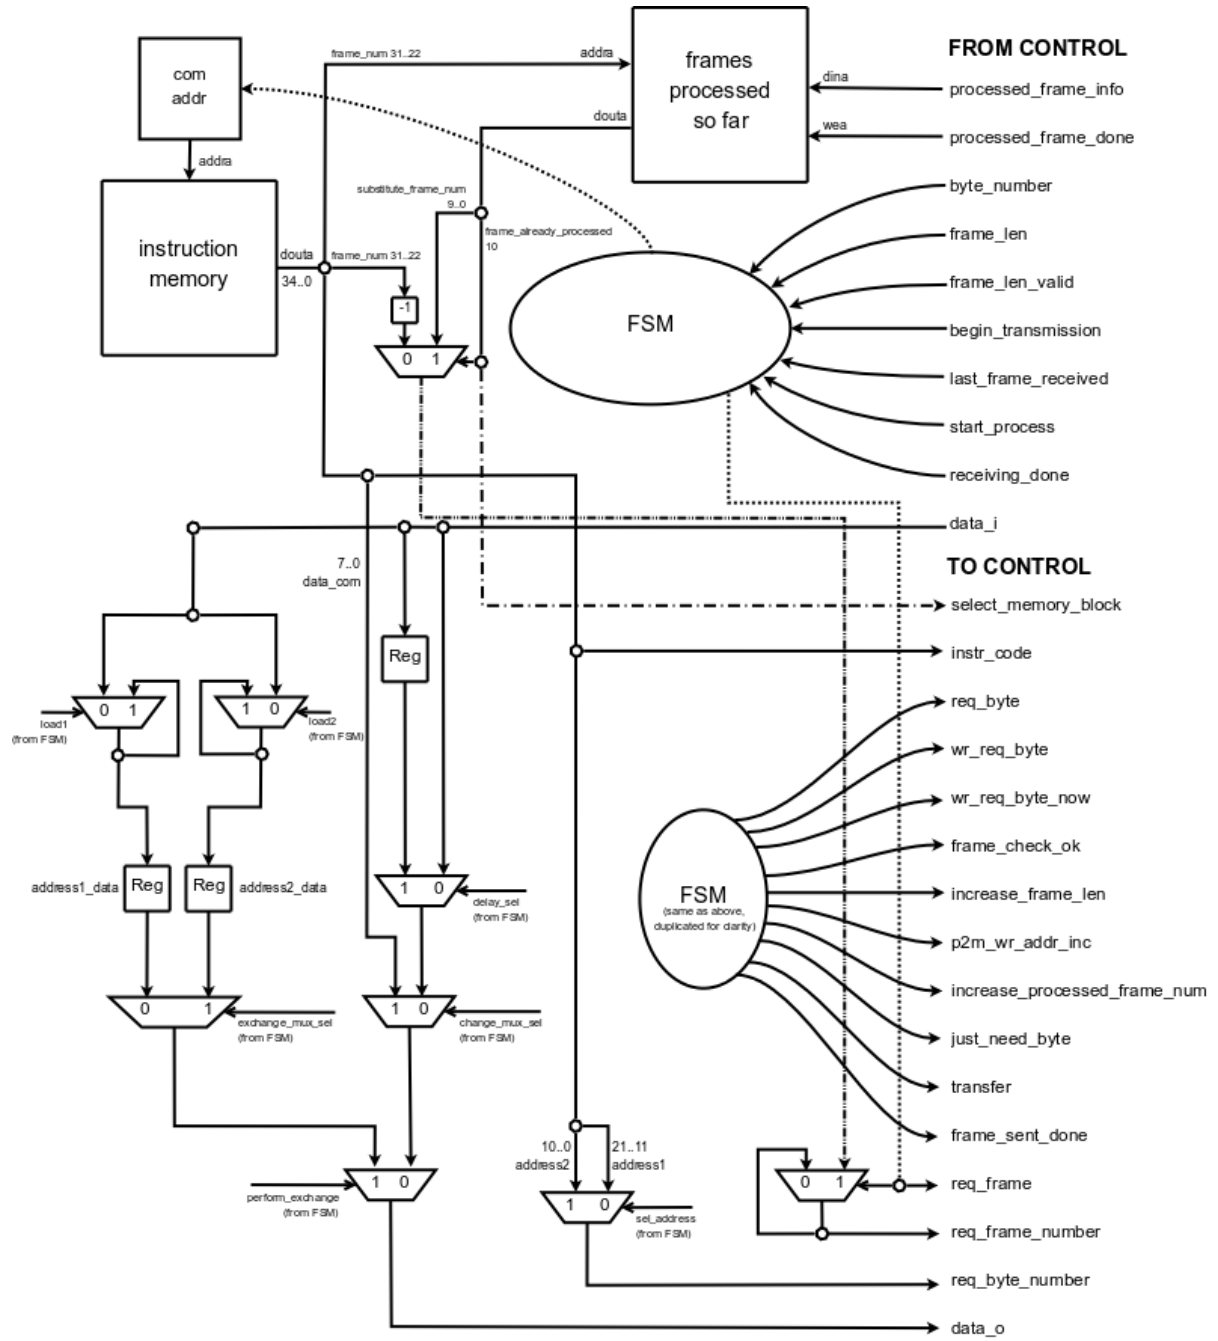 FROM CONTROL
com
addr
addra
instruction
memory
douta
34..0
frame_num 31..22
frame_num 31..22
addra
frames
processed
so far
douta
dina
wea
processed_frame_info
processed_frame_done
substitute_frame_num
9..0
frame_already_processed
10
-1
0 1
FSM
byte_number
frame_len
frame_len_valid
begin_transmission
last_frame_received
start_process
receiving_done
data_i
TO CONTROL
7..0
data_com
select_memory_block
instr_code
Reg
0 1
load1
(from FSM)
1 0
load2
(from FSM)
req_byte
wr_req_byte
wr_req_byte_now
frame_check_ok
increase_frame_len
p2m_wr_addr_inc
increase_processed_frame_num
just_need_byte
transfer
frame_sent_done
FSM
(same as above,
duplicated for clarity)
address1_data
Reg
Reg
address2_data
1 0
delay_sel
(from FSM)
0 1
exchange_mux_sel
(from FSM)
1 0
change_mux_sel
(from FSM)
10..0
address2
21..11
address1
1 0
perform_exchange
(from FSM)
1 0
sel_address
(from FSM)
0 1
req_frame
req_frame_number
req_byte_number
data_o